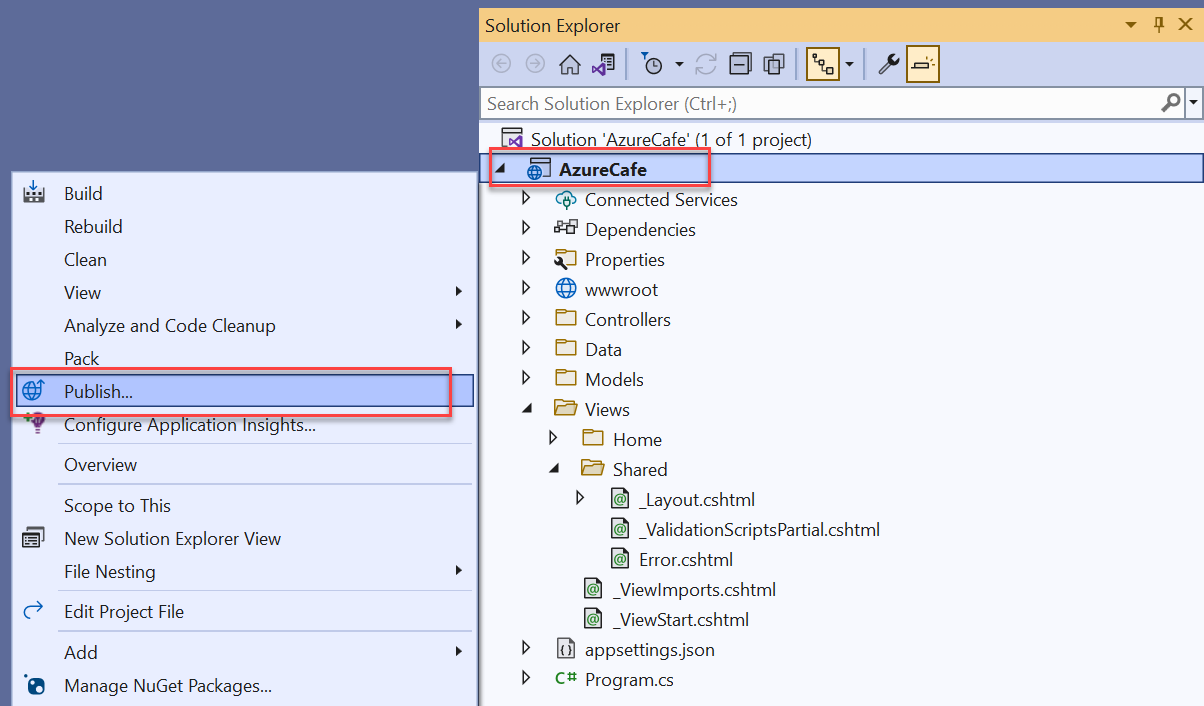 Solution Explorer
Search Solution Explorer (Ctrl+;)
Solution 'AzureCafe' (1 of 1 project)
AzureCafe
Connected Services
Dependencies
Properties
wwwroot
Controllers
Data
Models
Views
Home
Shared
_Layout.cshtml
_ValidationScriptsPartial.cshtml
Error.cshtml
_ViewImports.cshtml
_ViewStart.cshtml
appsettings.json
C# Program.cs
Build
Rebuild
Clean
View
Analyze and Code Cleanup
Pack
Publish...
Configure Application Insights...
Overview
Scope to This
New Solution Explorer View
File Nesting
Edit Project File
Add
Manage NuGet Packages...